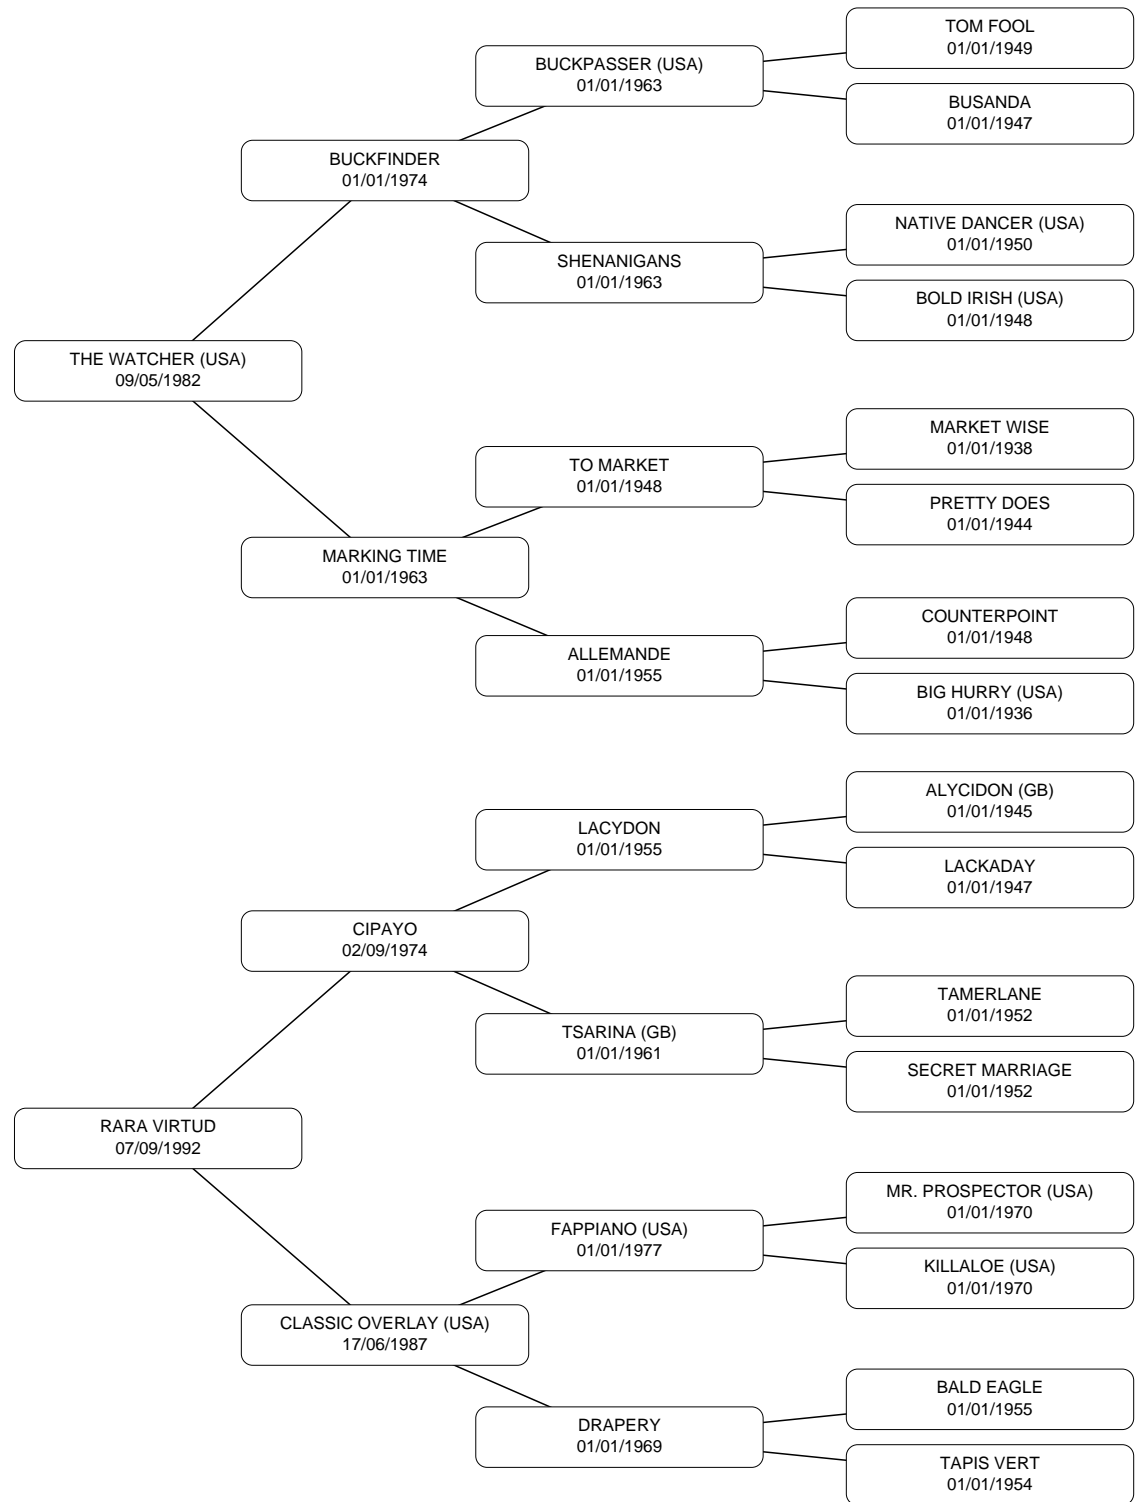 TOM FOOL
01/01/1949
BUCKPASSER (USA)
01/01/1963
BUSANDA
01/01/1947
BUCKFINDER
01/01/1974
NATIVE DANCER (USA)
01/01/1950
SHENANIGANS
01/01/1963
BOLD IRISH (USA)
01/01/1948
THE WATCHER (USA)
09/05/1982
MARKET WISE
01/01/1938
TO MARKET
01/01/1948
PRETTY DOES
01/01/1944
MARKING TIME
01/01/1963
COUNTERPOINT
01/01/1948
ALLEMANDE
01/01/1955
BIG HURRY (USA)
01/01/1936
ALYCIDON (GB)
01/01/1945
LACYDON
01/01/1955
LACKADAY
01/01/1947
CIPAYO
02/09/1974
TAMERLANE
01/01/1952
TSARINA (GB)
01/01/1961
SECRET MARRIAGE
01/01/1952
RARA VIRTUD
07/09/1992
MR. PROSPECTOR (USA)
01/01/1970
FAPPIANO (USA)
01/01/1977
KILLALOE (USA)
01/01/1970
CLASSIC OVERLAY (USA)
17/06/1987
BALD EAGLE
01/01/1955
DRAPERY
01/01/1969
TAPIS VERT
01/01/1954